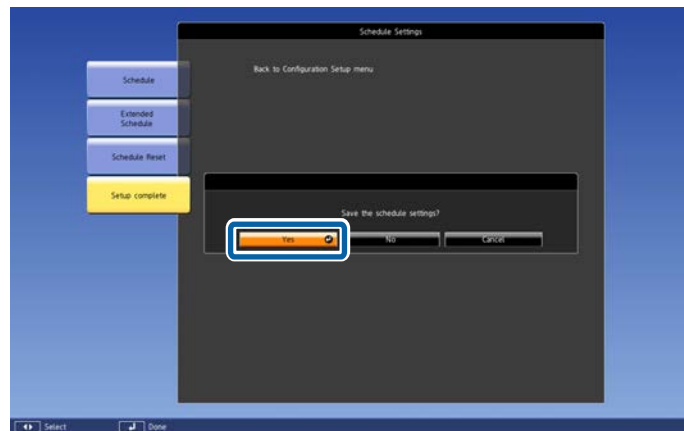 Schedule Settings
Back to Configuration Setup menu
Schedule
Extended
Schedule
Schedule Reset
Setup complete
Save the schedule settings?
Yes
No
Cancel
Select
Done